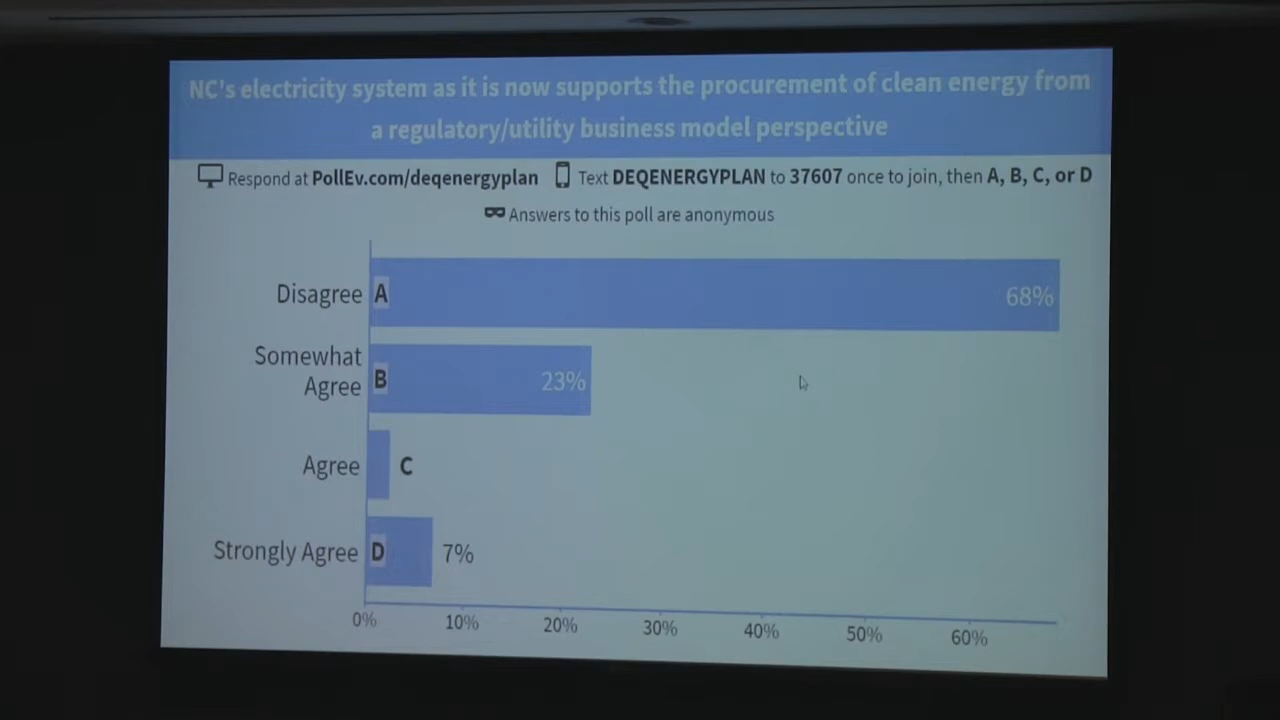 NC's electricity system as it is now supports the procurement of clean energy from
a regulatory/utility business model perspective
Respond at PollEv.com/deqenergyplan Text DEQENERGYPLAN to 37607 once to join, then A, B, C, or D
Answers to this poll are anonymous
Disagree A 68%
Somewhat
Agree B 23%
Agree C
Strongly Agree D 7%
0% 10% 20% 30% 40% 50% 60%